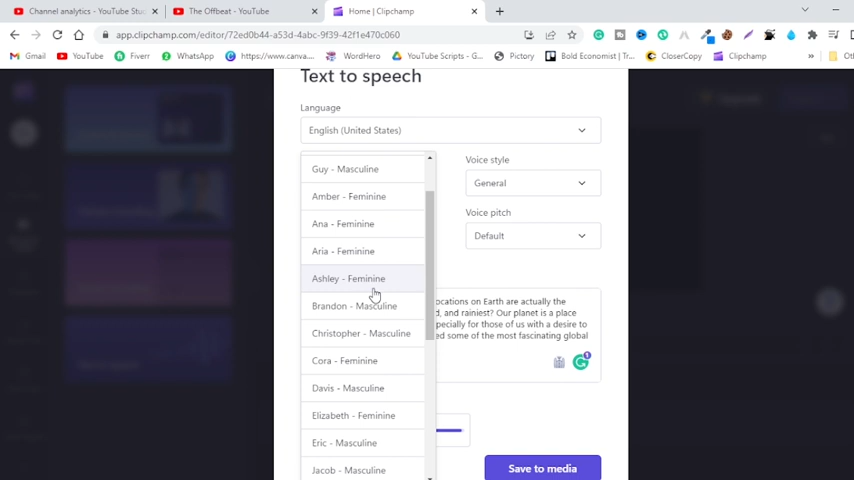 Channel analytics - YouTube Stu
The Offbeat - YouTube
Home | Clipchamp
app.clipchamp.com/editor/72ed0b44-a53d-4abc-9f39-42f1e470c060
Gmail
YouTube
Fiverr
WhatsApp
https://www.canva...
WordHero
YouTube Scripts - G...
Pictory
Bold Economist | Tr...
CloserCopy
Clipchamp
Text to speech
Language
English (United States)
Voice style
Guy - Masculine
General
Amber - Feminine
Voice pitch
Ana - Feminine
Default
Aria - Feminine
Ashley - Feminine
Brandon - Masculine
ocations on Earth are actually the
d, and rainiest? Our planet is a place
Christopher - Masculine
pecially for those of us with a desire to
ed some of the most fascinating global
Cora - Feminine
1
Davis - Masculine
Elizabeth - Feminine
Eric - Masculine
Jacob - Masculine
Save to media